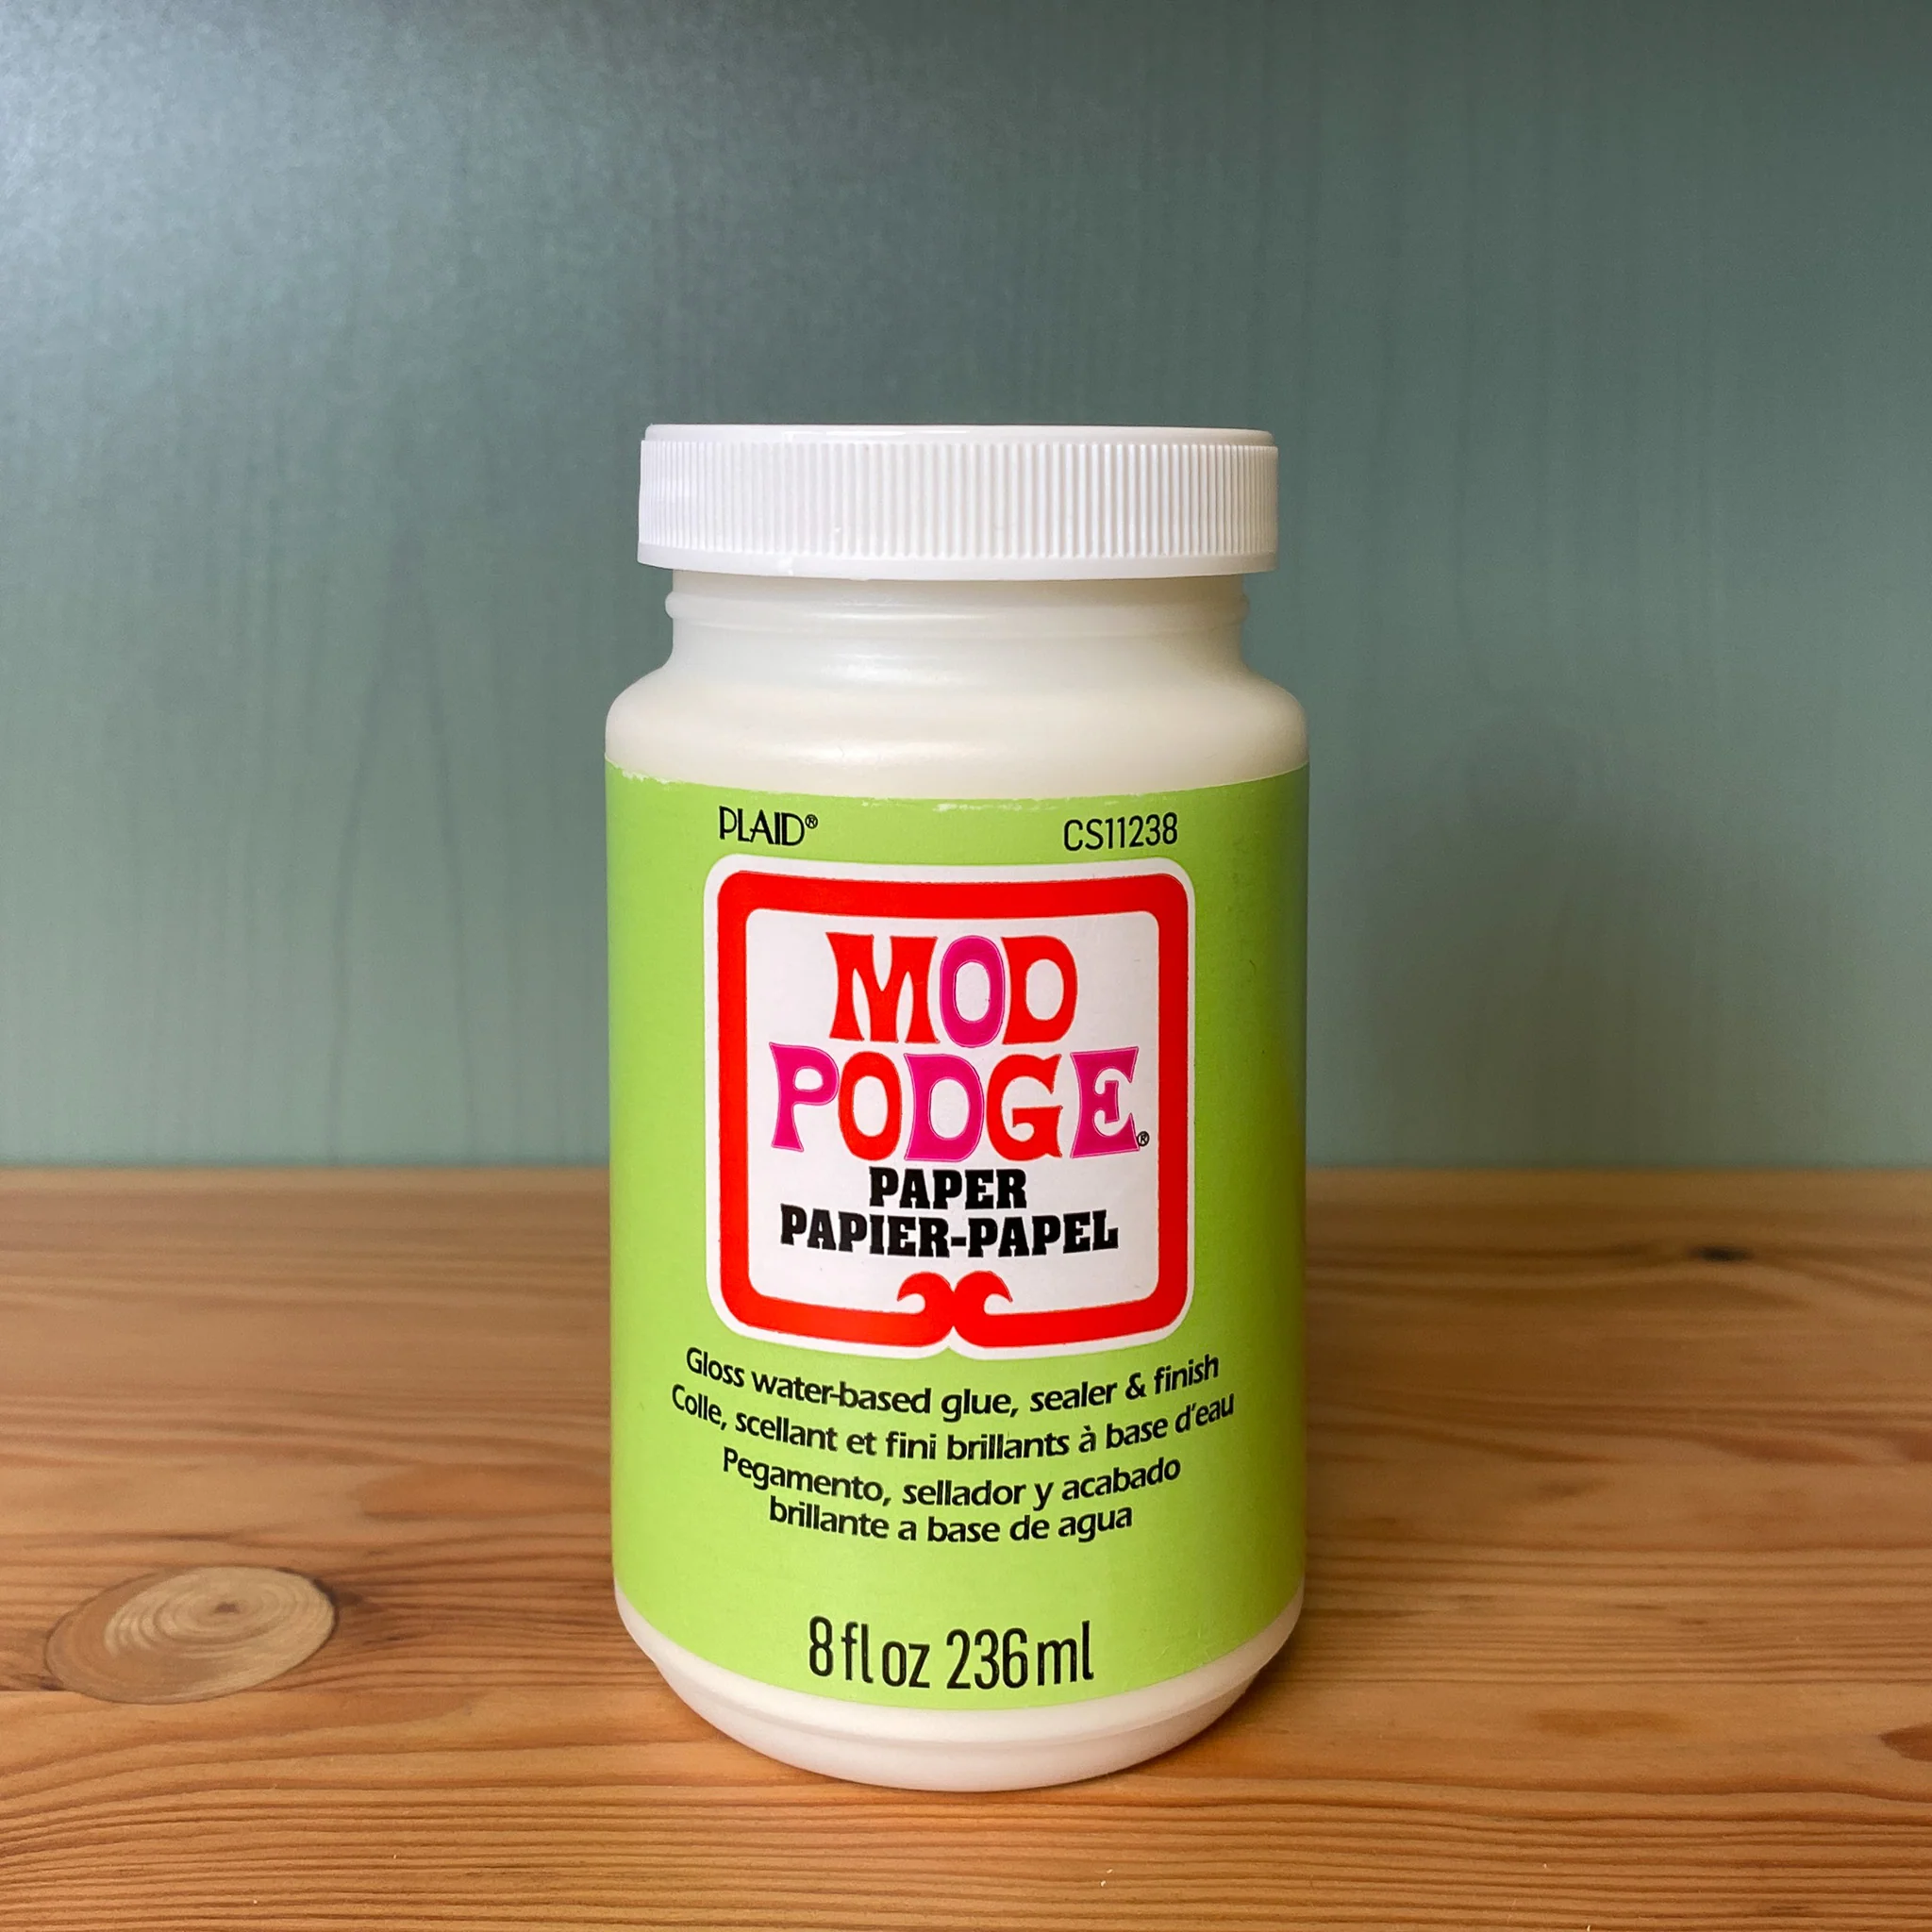 PLAID® CS11238
MOD
PODGE®
PAPER
PAPIER-PAPEL
Gloss water-based glue, sealer & finish
Colle, scellant et fini brillants à base d'eau
Pegamento, sellador y acabado
brillante a base de agua
8 fl oz 236 ml